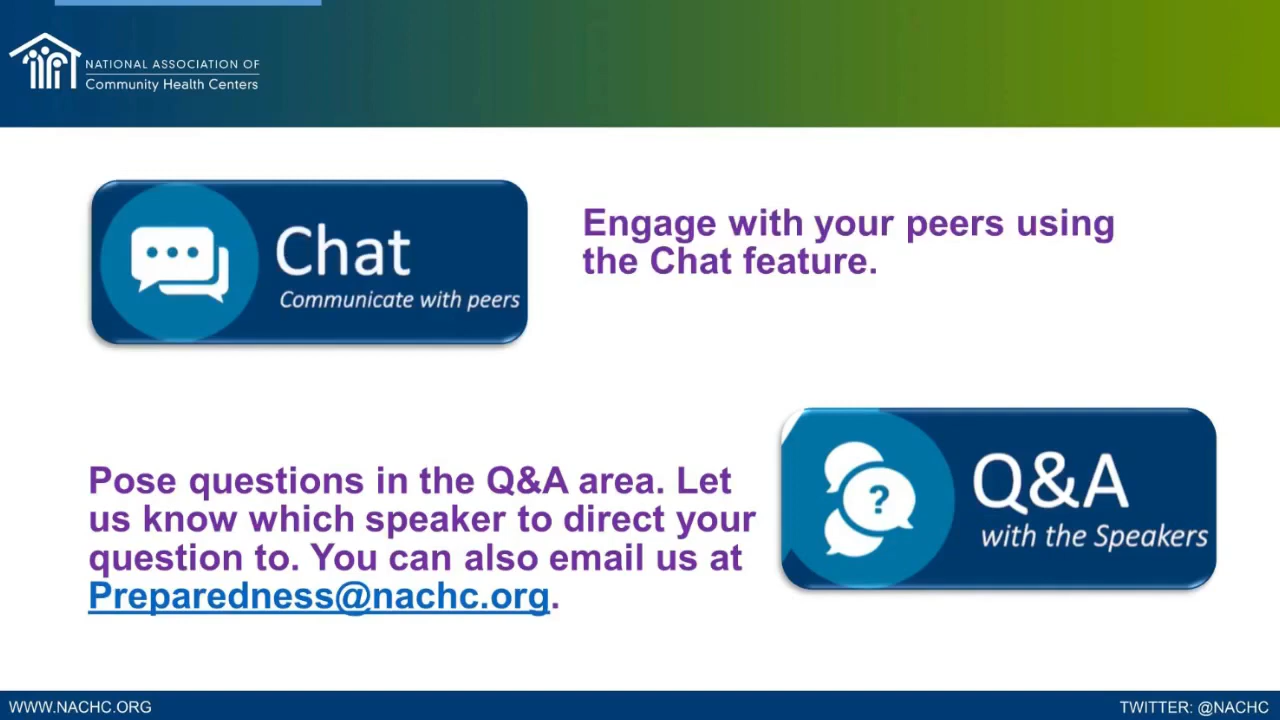 NATIONAL ASSOCIATION OF
Community Health Centers
Chat
Communicate with peers
Engage with your peers using
the Chat feature.
Pose questions in the Q&A area. Let
us know which speaker to direct your
question to. You can also email us at
Preparedness@nachc.org.
?
Q&A
with the Speakers
WWW.NACHC.ORG
TWITTER: @NACHC